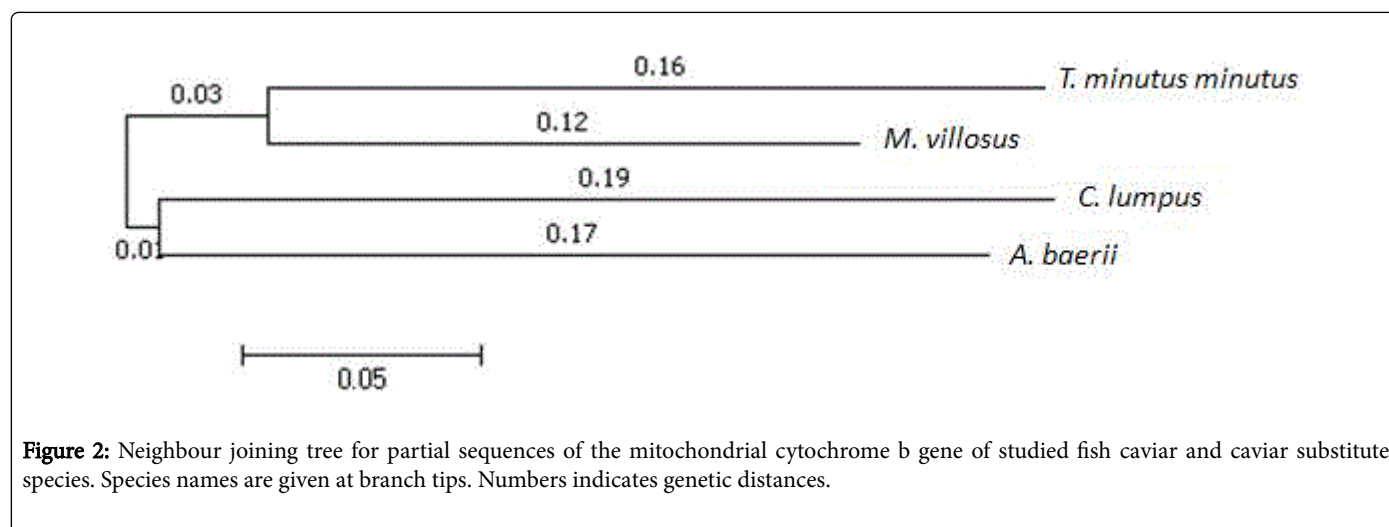 0.16
T. minutus minutus
0.03
0.12
M. villosus
0.19
C. lumpus
0.17
0.01
A. baerii
0.05
Figure 2: Neighbour joining tree for partial sequences of the mitochondrial cytochrome b gene of studied fish caviar and caviar substitute
species. Species names are given at branch tips. Numbers indicates genetic distances.